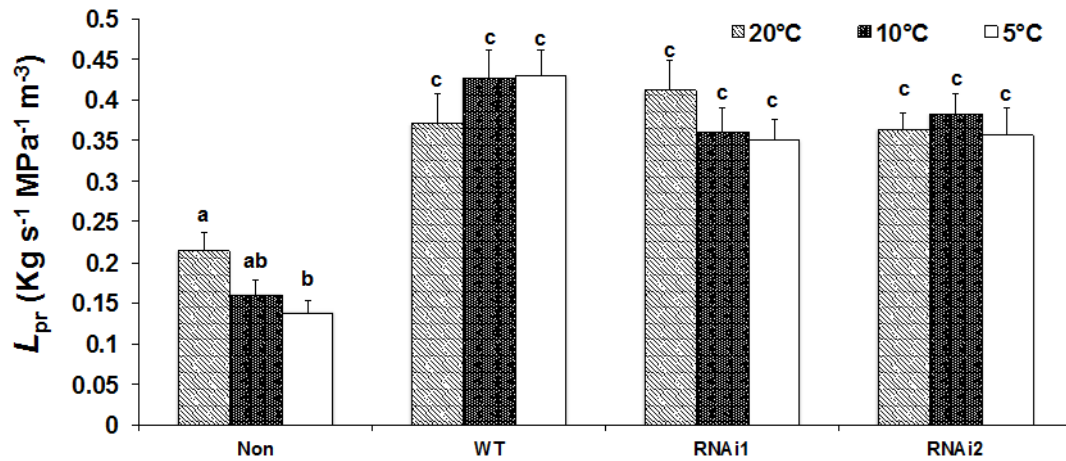 0.5
0.45
0.4
0.35
0.3
0.25
0.2
0.15
0.1
0.05
0
L_pr (Kg s⁻¹ MPa⁻¹ m⁻³)
20°C 10°C 5°C
a ab b
c c c
c c c
c c c
Non WT RNAi1 RNAi2